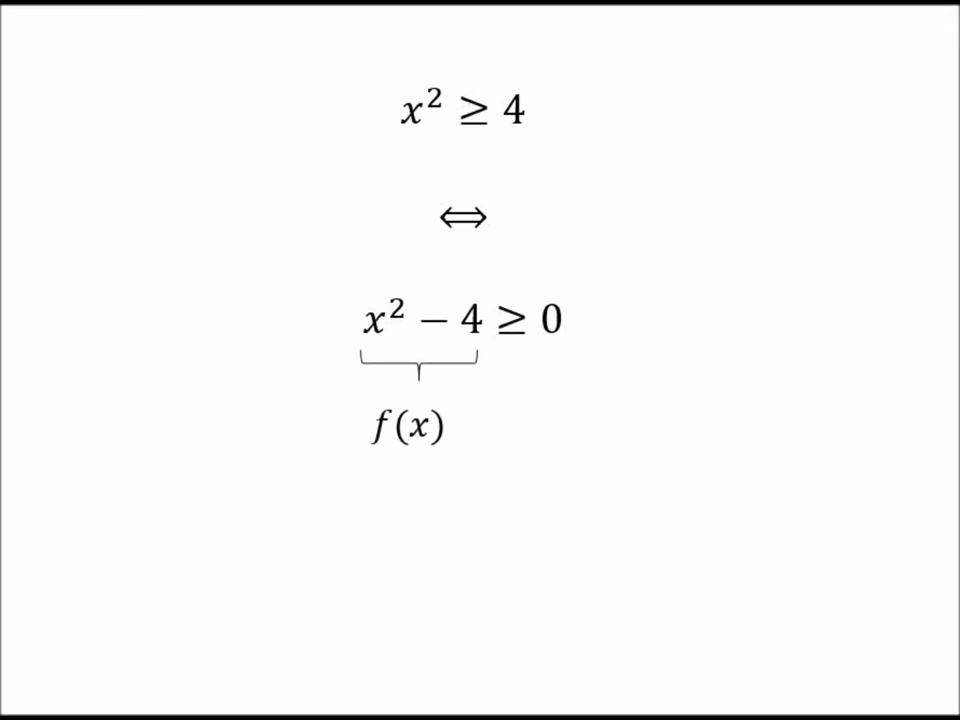 x² ≥ 4
⟺
x² − 4 ≥ 0
f(x)